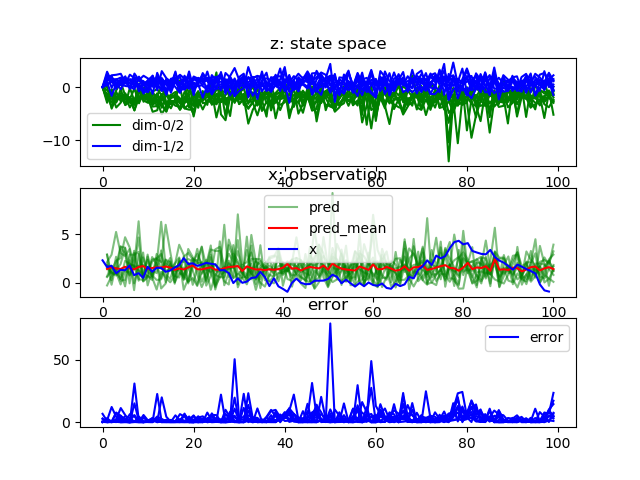 z: state space
0
−10
dim-0/2
dim-1/2
0 20 40 60 80 100
x: observation
5
0
pred
pred_mean
x
0 20 40 60 80 100
error
50
0
error
0 20 40 60 80 100